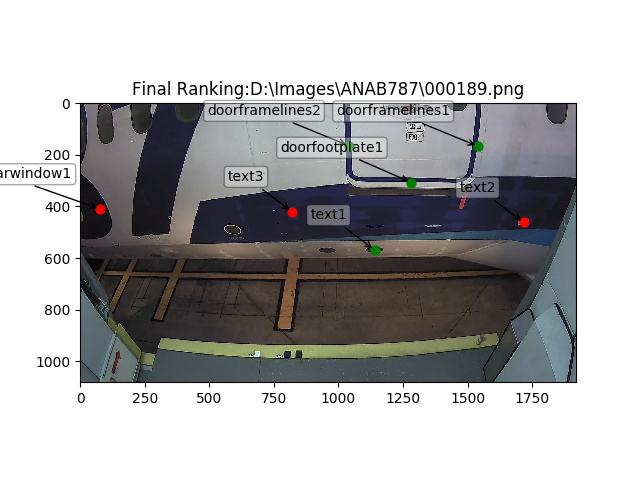 Final Ranking:D:\Images\ANAB787\000189.png
doorframelines2
doorframelines1
doorfootplate1
arwindow1
text3
text2
text1
0
200
400
600
800
1000
0
250
500
750
1000
1250
1500
1750